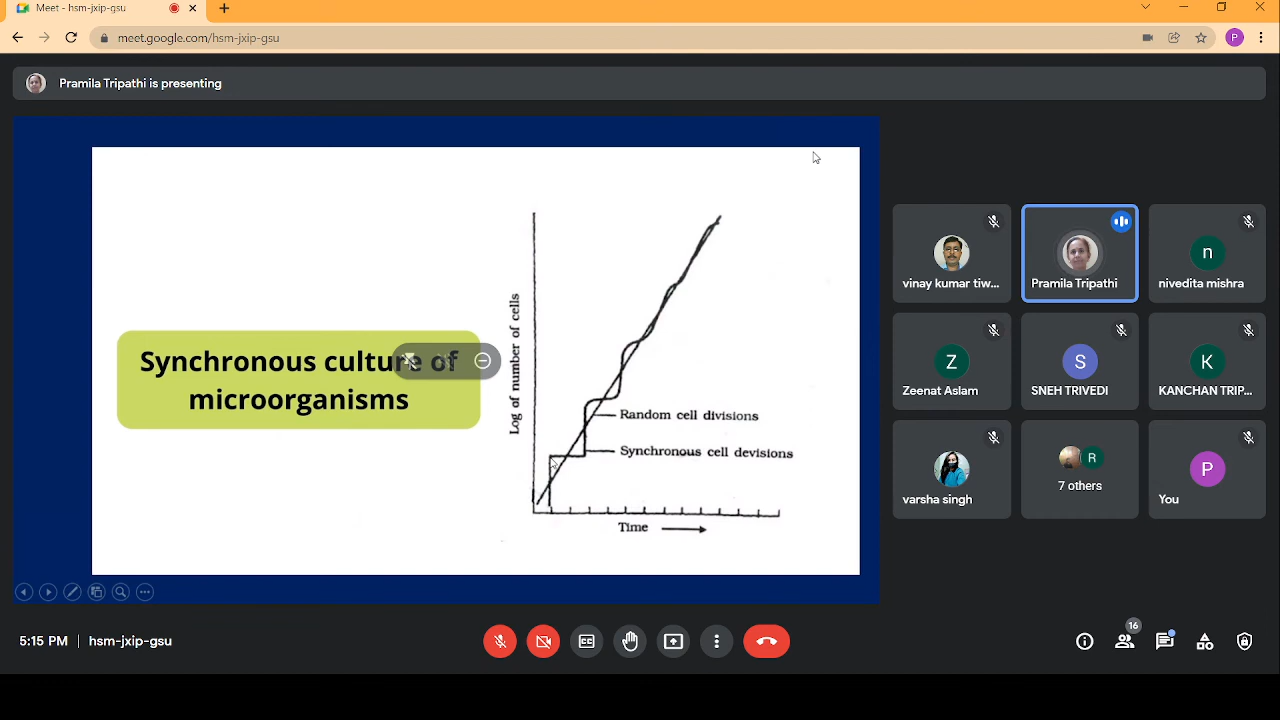 Meet - hsm-jxip-gsu
meet.google.com/hsm-jxip-gsu
P
Pramila Tripathi is presenting
Synchronous culture of
microorganisms
Log of number of cells
Random cell divisions
Synchronous cell devisions
Time
vinay kumar tiw...
Pramila Tripathi
n
nivedita mishra
Z
Zeenat Aslam
S
SNEH TRIVEDI
K
KANCHAN TRIP...
varsha singh
R
7 others
P
You
5:15 PM | hsm-jxip-gsu
CC
16